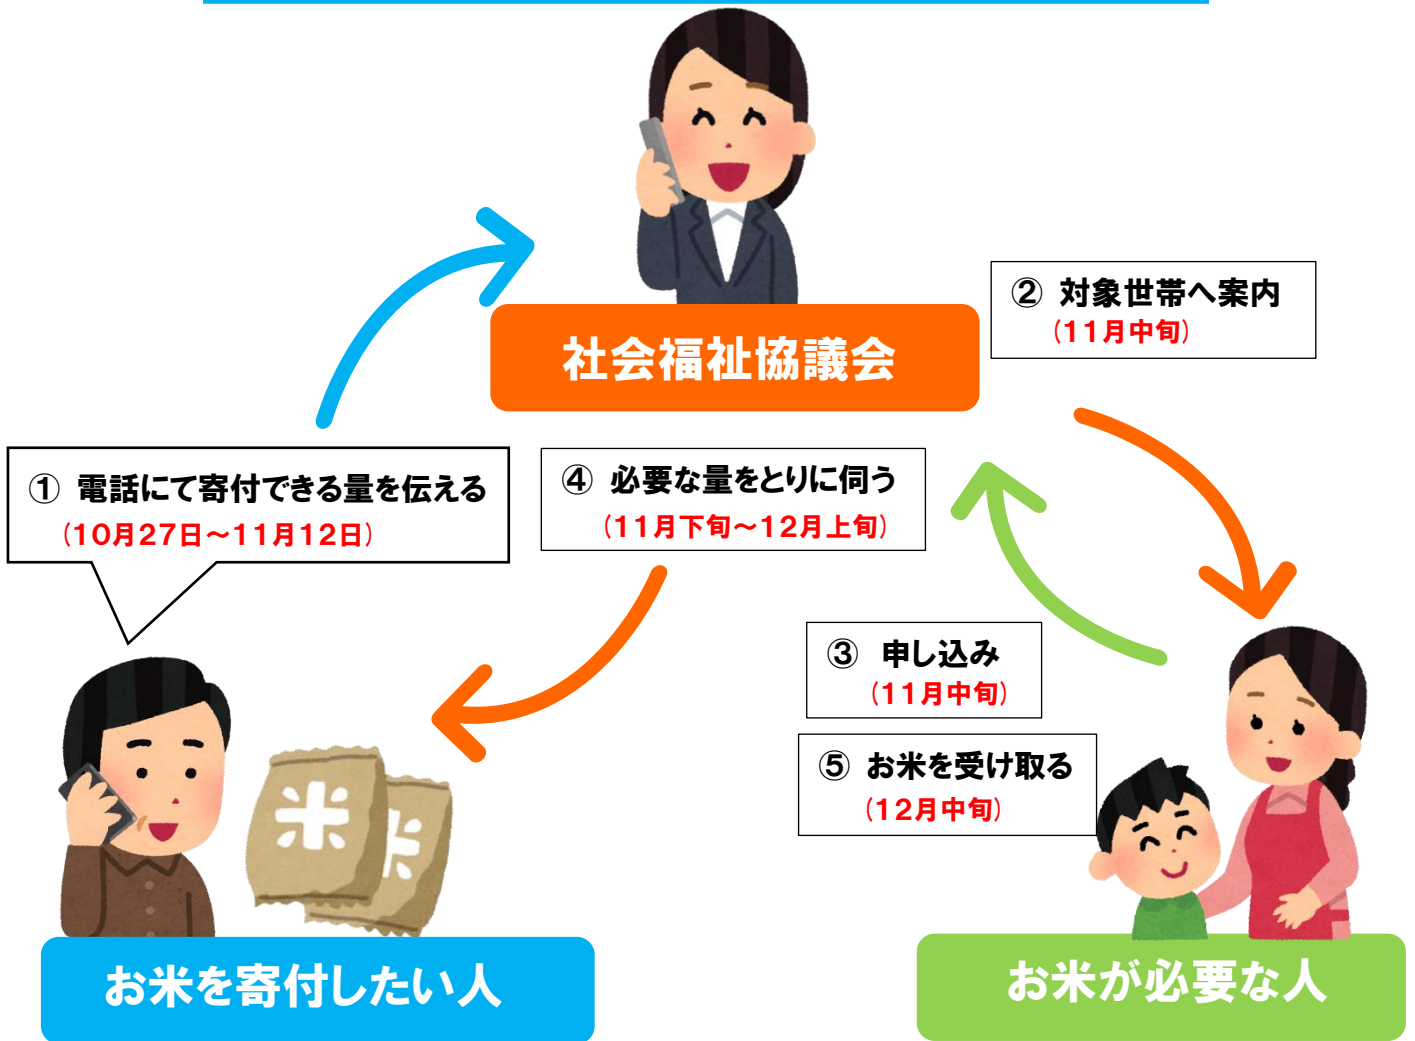 社会福祉協議会
② 対象世帯へ案内
(11月中旬)
① 電話にて寄付できる量を伝える
(10月27日~11月12日)
④ 必要な量をとりに伺う
(11月下旬~12月上旬)
③ 申し込み
(11月中旬)
⑤ お米を受け取る
(12月中旬)
米
米
お米を寄付したい人
お米が必要な人